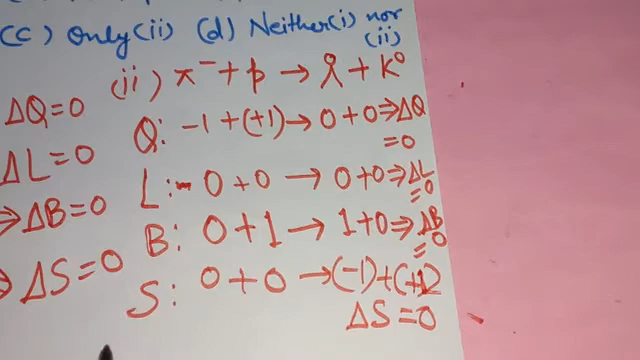 (c) Only (ii) (d) Neither (i) nor (ii)
(ii) π⁻ + p → λ + K⁰
ΔQ = 0
Q: -1 + (+1) → 0 + 0 ⇒ ΔQ = 0
ΔL = 0
L:- 0 + 0 → 0 + 0 ⇒ ΔL = 0
⇒ ΔB = 0
B: 0 + 1 → 1 + 0 ⇒ ΔB = 0
⇒ ΔS = 0
S: 0 + 0 → (-1) + (+1)
ΔS = 0